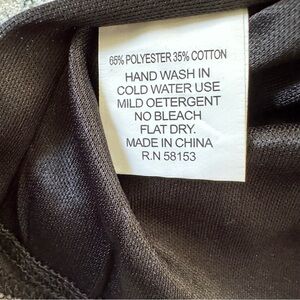 65% POLYESTER 35% COTTON
HAND WASH IN
COLD WATER USE
MILD OETERGENT
NO BLEACH
FLAT DRY.
MADE IN CHINA
R.N 58153